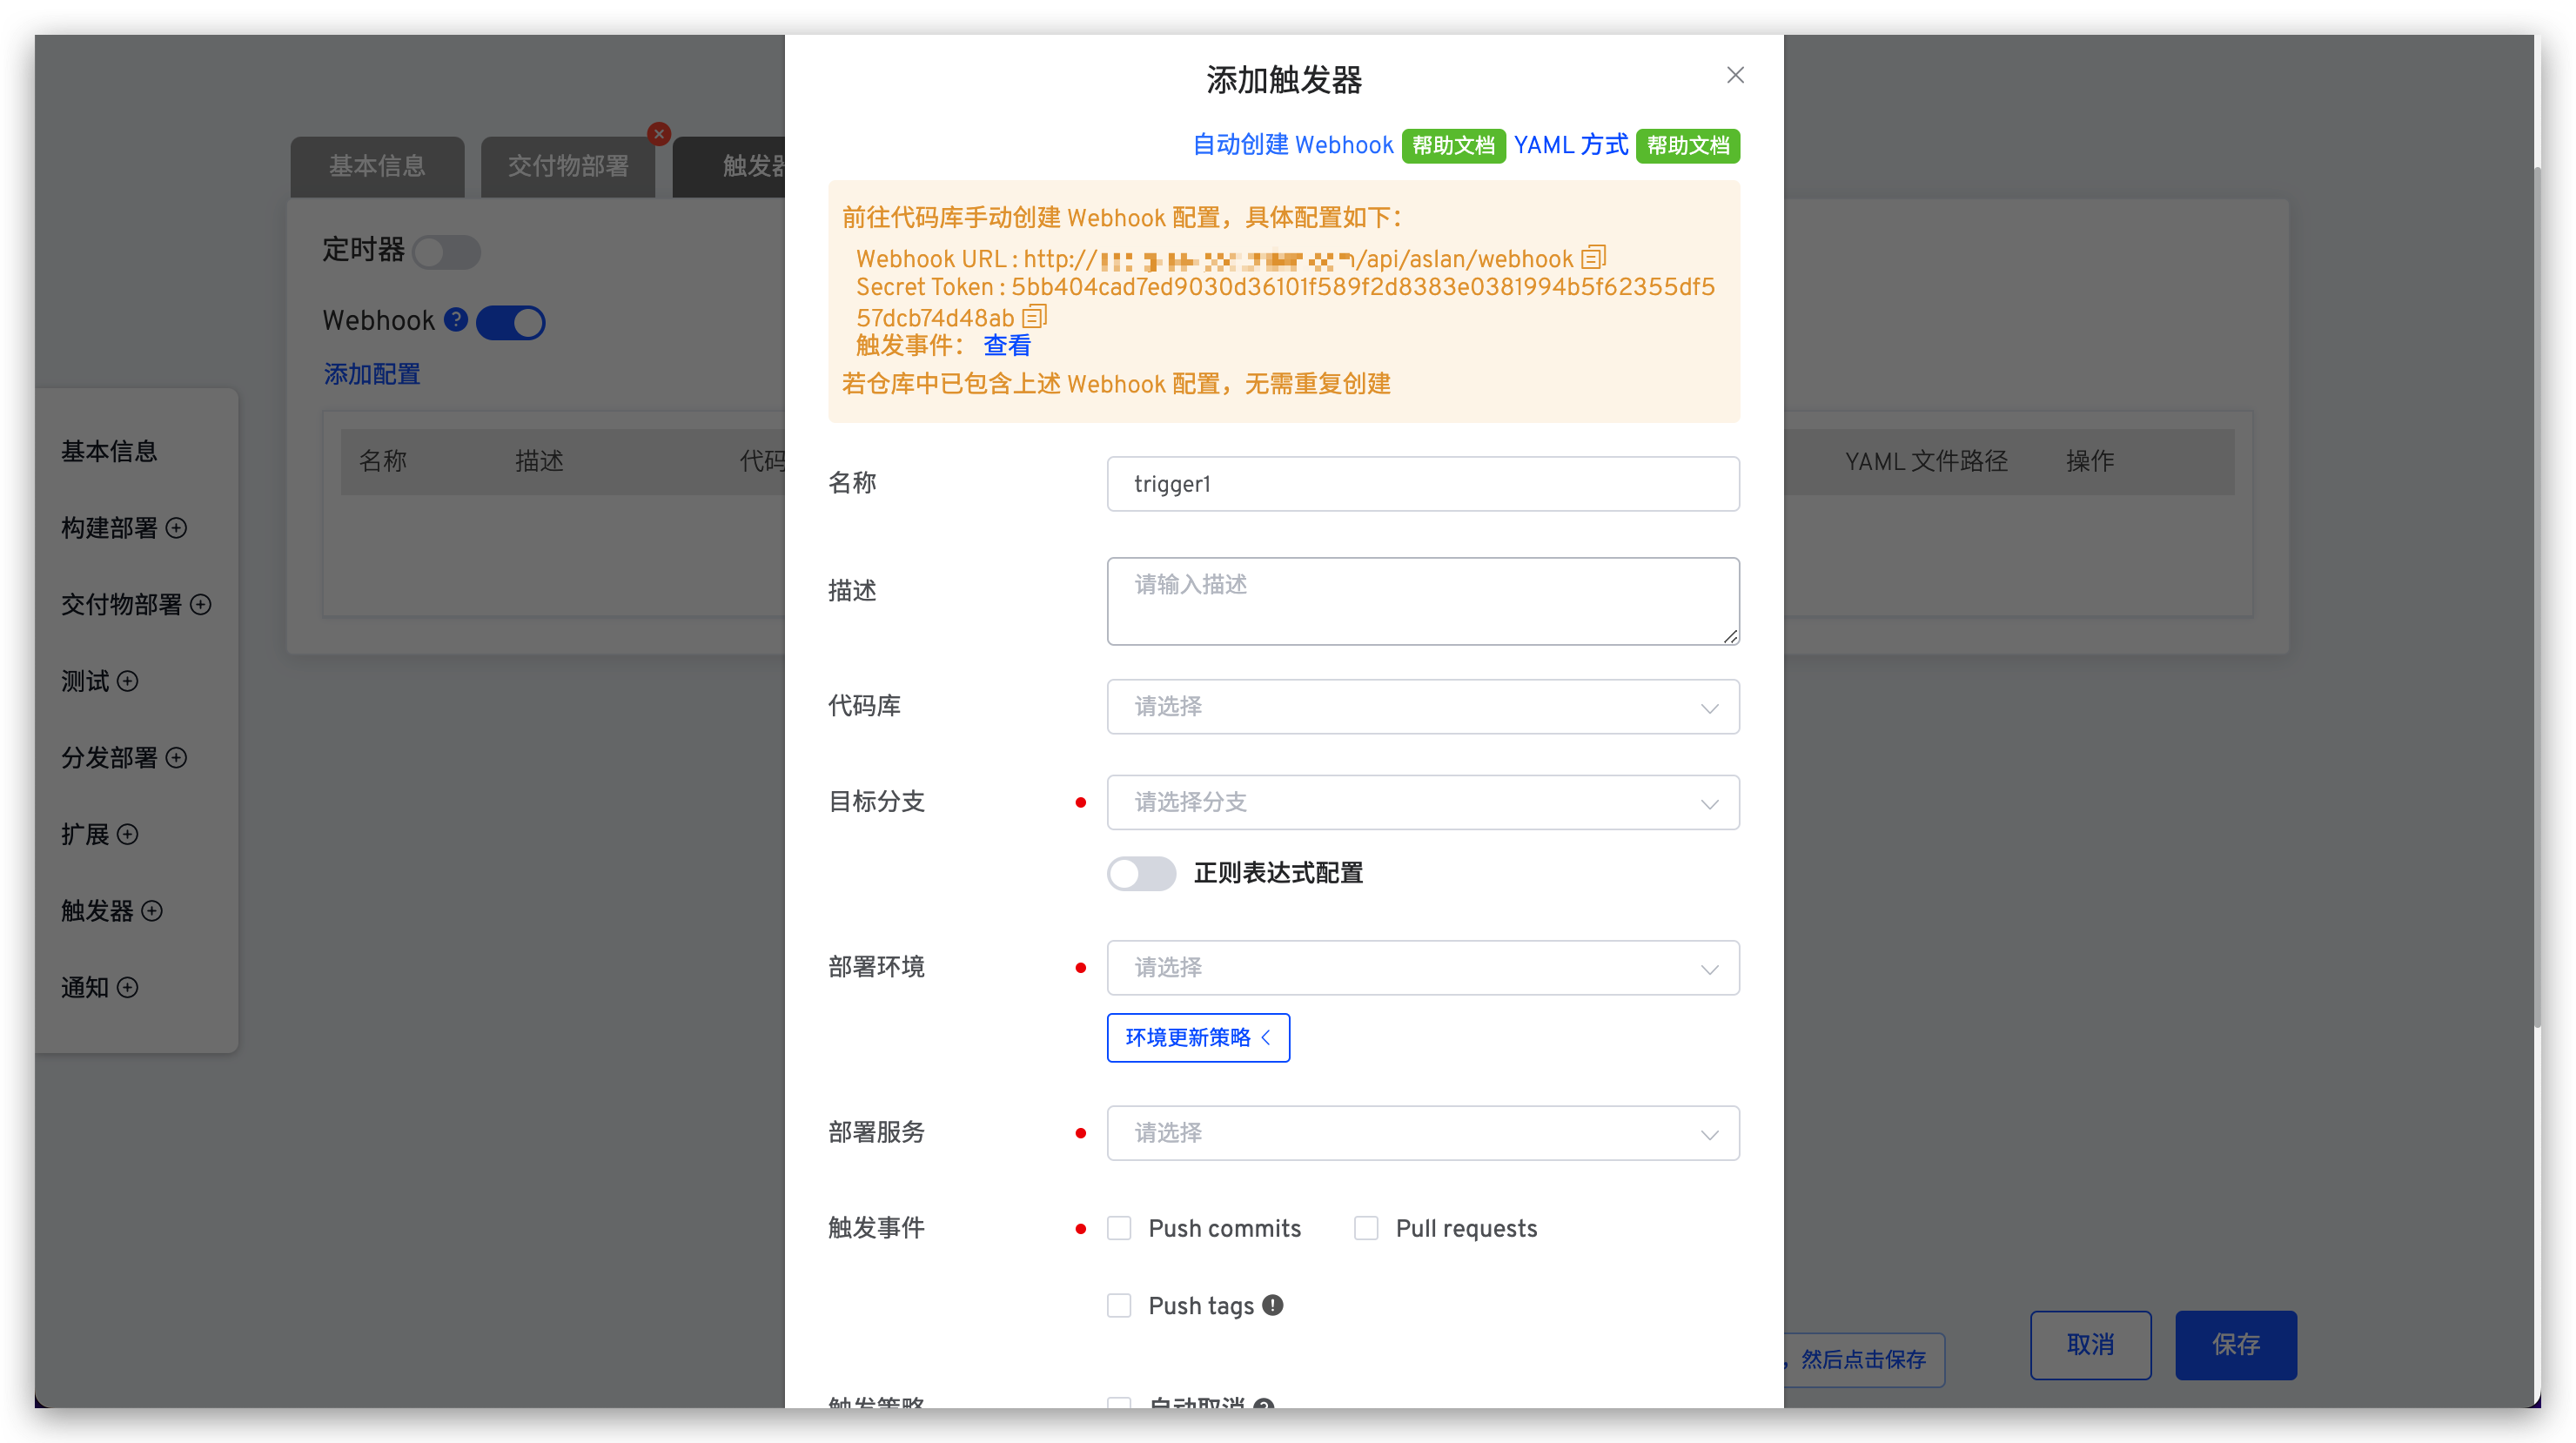 添加触发器
自动创建 Webhook 帮助文档 YAML 方式 帮助文档
前往代码库手动创建 Webhook 配置，具体配置如下：
Webhook URL : http:// /api/aslan/webhook
Secret Token : 5bb404cad7ed9030d36101f589f2d8383e0381994b5f62355df5
57dcb74d48ab
触发事件： 查看
若仓库中已包含上述 Webhook 配置，无需重复创建
名称
trigger1
描述
请输入描述
代码库
请选择
目标分支
请选择分支
正则表达式配置
部署环境
请选择
环境更新策略
部署服务
请选择
触发事件
Push commits
Pull requests
Push tags
触发策略
自动取消
基本信息
交付物部署
触发器
定时器
Webhook
添加配置
名称
描述
代码
YAML 文件路径
操作
基本信息
构建部署
交付物部署
测试
分发部署
扩展
触发器
通知
，然后点击保存
取消
保存